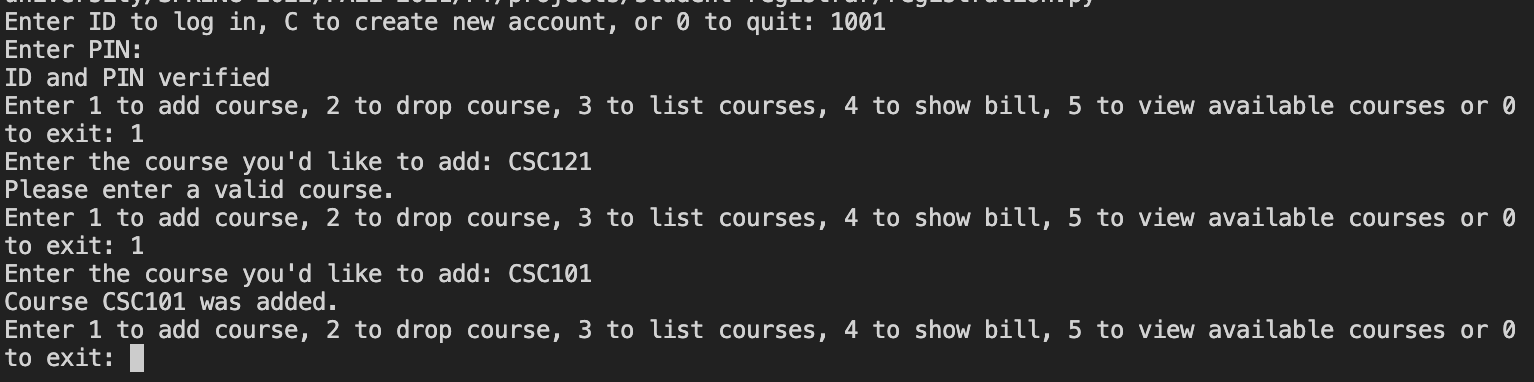 Enter ID to log in, C to create new account, or 0 to quit: 1001
Enter PIN:
ID and PIN verified
Enter 1 to add course, 2 to drop course, 3 to list courses, 4 to show bill, 5 to view available courses or 0
to exit: 1
Enter the course you'd like to add: CSC121
Please enter a valid course.
Enter 1 to add course, 2 to drop course, 3 to list courses, 4 to show bill, 5 to view available courses or 0
to exit: 1
Enter the course you'd like to add: CSC101
Course CSC101 was added.
Enter 1 to add course, 2 to drop course, 3 to list courses, 4 to show bill, 5 to view available courses or 0
to exit: